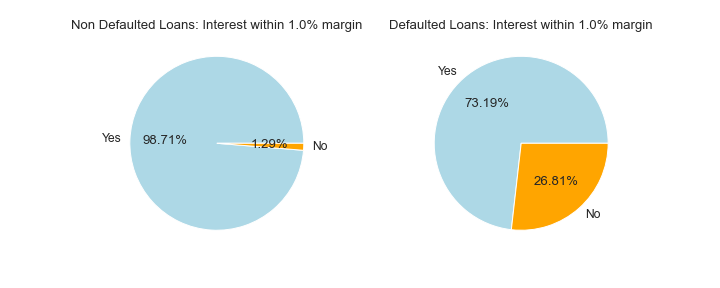 Non Defaulted Loans: Interest within 1.0% margin
Yes
98.71%
1.29%
No
Defaulted Loans: Interest within 1.0% margin
Yes
73.19%
26.81%
No